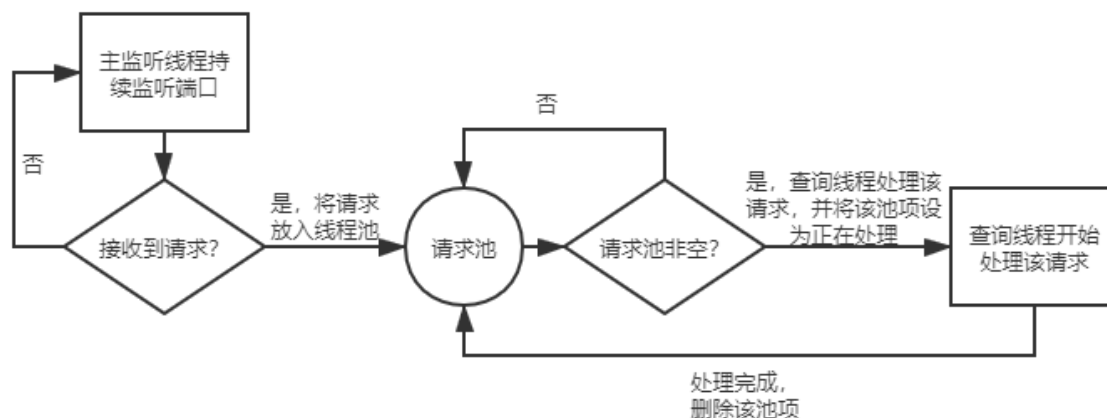 主监听线程持
续监听端口
否
接收到请求？
是，将请求
放入线程池
否
请求池
请求池非空？
是，查询线程处理该
请求，并将该池项设
为正在处理
查询线程开始
处理该请求
处理完成，
删除该池项